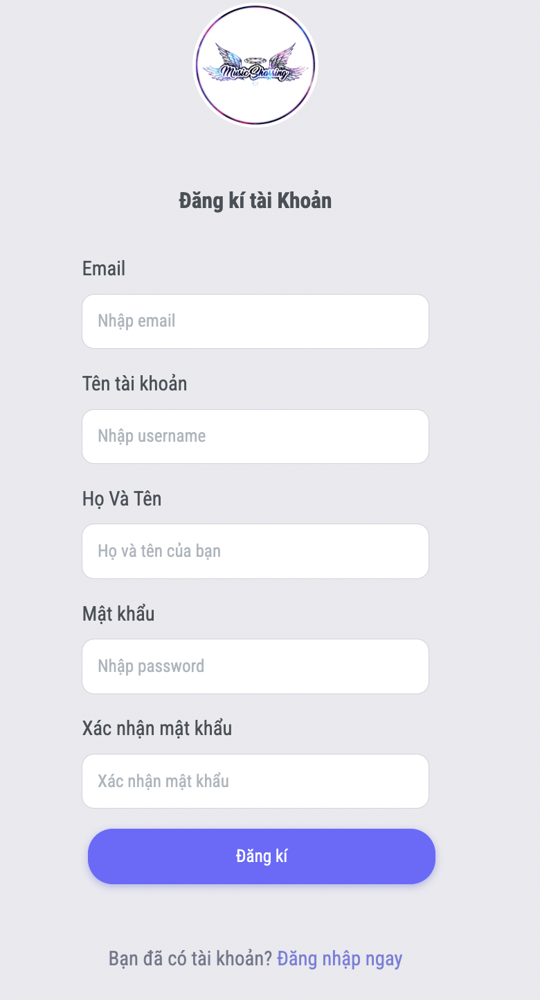 Music Sharring
Đăng kí tài Khoản
Email
Nhập email
Tên tài khoản
Nhập username
Họ Và Tên
Họ và tên của bạn
Mật khẩu
Nhập password
Xác nhận mật khẩu
Xác nhận mật khẩu
Đăng kí
Bạn đã có tài khoản? Đăng nhập ngay